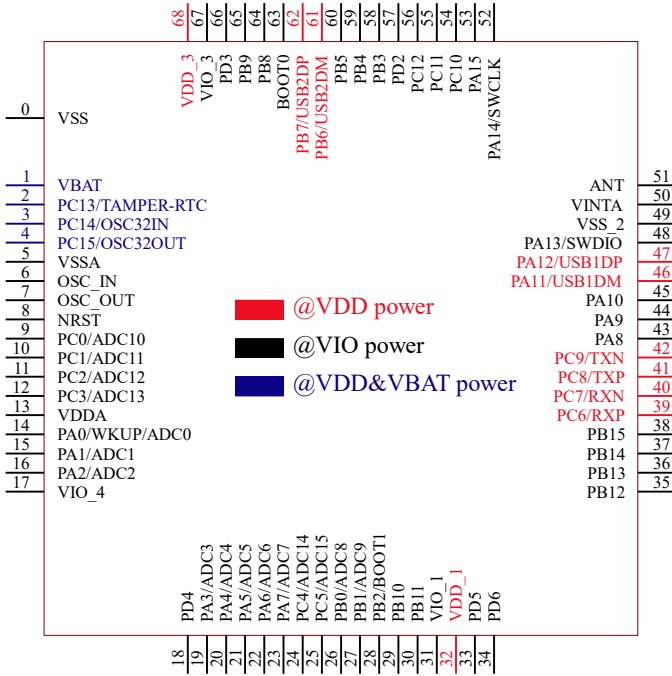 68 67 66 65 64 63 62 61 60 59 58 57 56 55 54 53 52
VDD_3
VIO_3
PD3
PB9
PB8
BOOT0
PB7/USB2DP
PB6/USB2DM
PB5
PB4
PB3
PD2
PC12
PC11
PC10
PA15
PA14/SWCLK
0 VSS
1 VBAT
2 PC13/TAMPER-RTC
3 PC14/OSC32IN
4 PC15/OSC32OUT
5 VSSA
6 OSC_IN
7 OSC_OUT
8 NRST
9 PC0/ADC10
10 PC1/ADC11
11 PC2/ADC12
12 PC3/ADC13
13 VDDA
14 PA0/WKUP/ADC0
15 PA1/ADC1
16 PA2/ADC2
17 VIO_4
@VDD power
@VIO power
@VDD&VBAT power
ANT 51
VINTA 50
VSS_2 49
PA13/SWDIO 48
PA12/USB1DP 47
PA11/USB1DM 46
PA10 45
PA9 44
PA8 43
PC9/TXN 42
PC8/TXP 41
PC7/RXN 40
PC6/RXP 39
PB15 38
PB14 37
PB13 36
PB12 35
PD4
PA3/ADC3
PA4/ADC4
PA5/ADC5
PA6/ADC6
PA7/ADC7
PC4/ADC14
PC5/ADC15
PB0/ADC8
PB1/ADC9
PB2/BOOT1
PB10
PB11
VIO_1
VDD_1
PD5
PD6
18 19 20 21 22 23 24 25 26 27 28 29 30 31 32 33 34